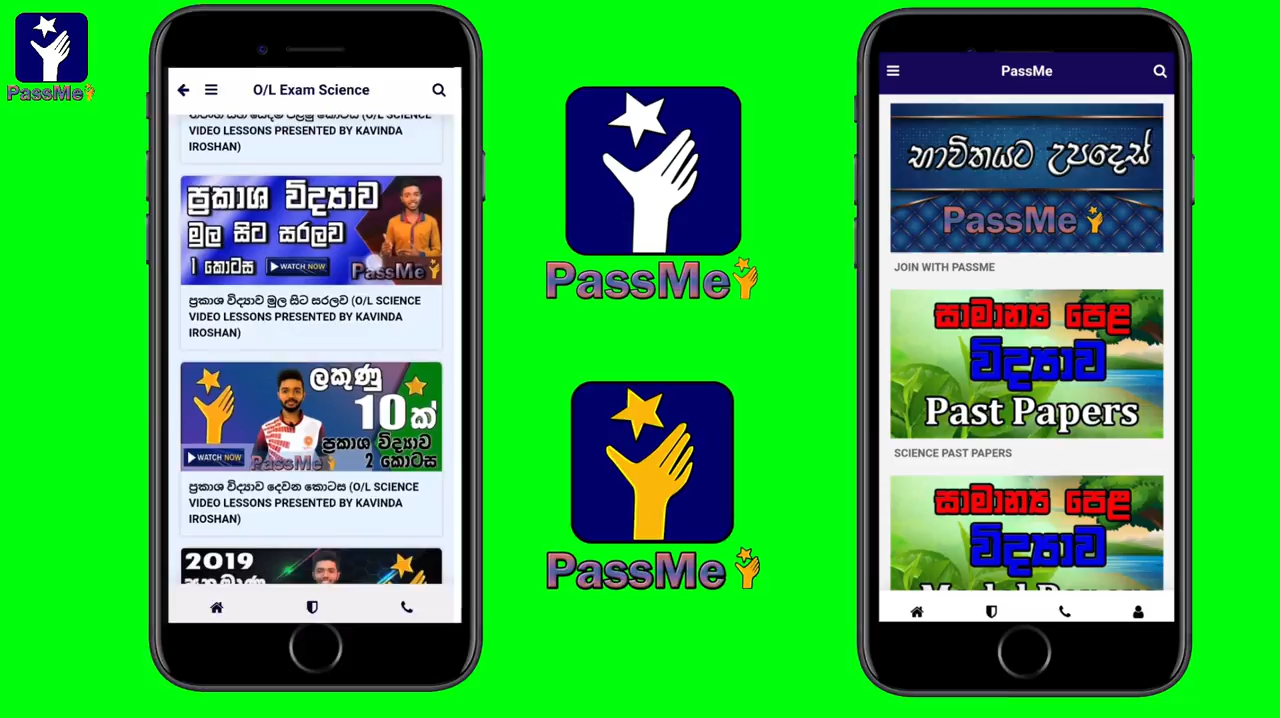 PassMe
O/L Exam Science
VIDEO LESSONS PRESENTED BY KAVINDA
IROSHAN)
ප්‍රකාශ විද්‍යාව
මුල සිට සරලව
1 කොටස
WATCH NOW
PassMe
ප්‍රකාශ විද්‍යාව මුල සිට සරලව (O/L SCIENCE
VIDEO LESSONS PRESENTED BY KAVINDA
IROSHAN)
ලකුණු
10ක්
ප්‍රකාශ විද්‍යාව
2 කොටස
WATCH NOW
PassMe
ප්‍රකාශ විද්‍යාව දෙවන කොටස (O/L SCIENCE
VIDEO LESSONS PRESENTED BY KAVINDA
IROSHAN)
2019
PassMe
PassMe
PassMe
භාවිතයට උපදෙස්
PassMe
JOIN WITH PASSME
සාමාන්‍ය පෙළ
විද්‍යාව
Past Papers
SCIENCE PAST PAPERS
සාමාන්‍ය පෙළ
විද්‍යාව